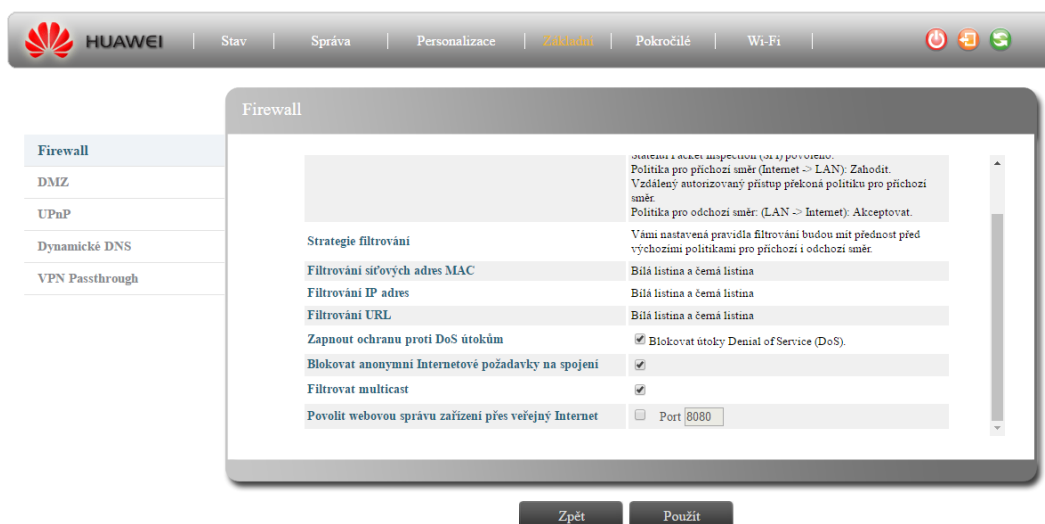 HUAWEI | Stav | Správa | Personalizace | Základní | Pokročilé | Wi-Fi |
Firewall
Firewall
DMZ
UPnP
Dynamické DNS
VPN Passthrough
Stateful Packet Inspection (SPI) povoleno.
Politika pro příchozí směr (Internet -> LAN): Zahodit.
Vzdálený autorizovaný přístup překoná politiku pro příchozí
směr.
Politika pro odchozí směr: (LAN -> Internet): Akceptovat.
Strategie filtrování
Vámi nastavená pravidla filtrování budou mít přednost před
výchozími politikami pro příchozí i odchozí směr.
Filtrování síťových adres MAC Bílá listina a černá listina
Filtrování IP adres Bílá listina a černá listina
Filtrování URL Bílá listina a černá listina
Zapnout ochranu proti DoS útokům Blokovat útoky Denial of Service (DoS).
Blokovat anonymní Internetové požadavky na spojení
Filtrovat multicast
Povolit webovou správu zařízení přes veřejný Internet Port 8080
Zpět Použít